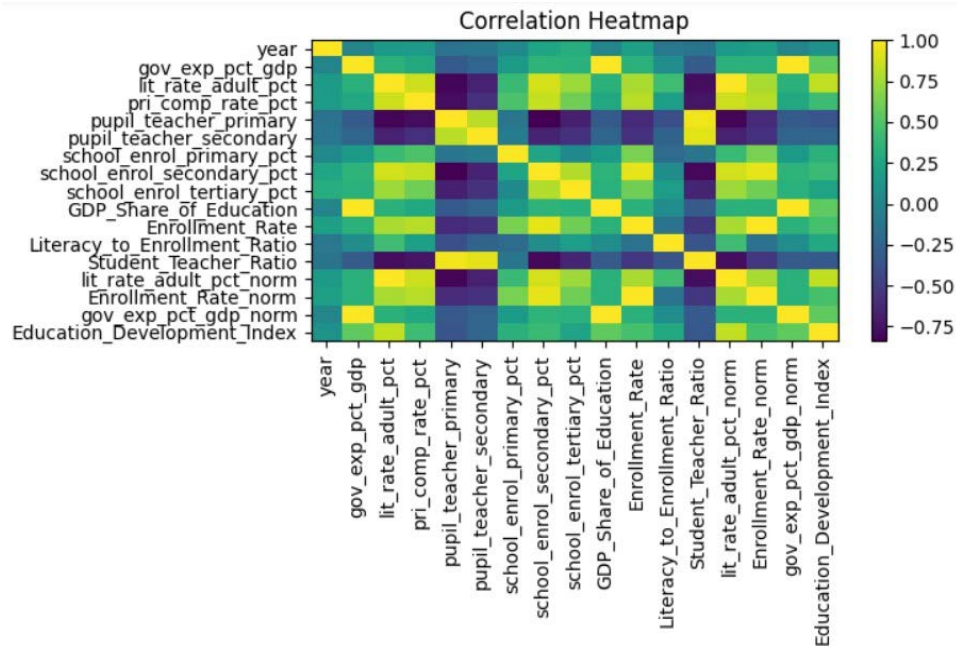 Correlation Heatmap
year
gov_exp_pct_gdp
lit_rate_adult_pct
pri_comp_rate_pct
pupil_teacher_primary
pupil_teacher_secondary
school_enrol_primary_pct
school_enrol_secondary_pct
school_enrol_tertiary_pct
GDP_Share_of_Education
Enrollment_Rate
Literacy_to_Enrollment_Ratio
Student_Teacher_Ratio
lit_rate_adult_pct_norm
Enrollment_Rate_norm
gov_exp_pct_gdp_norm
Education_Development_Index
year
gov_exp_pct_gdp
lit_rate_adult_pct
pri_comp_rate_pct
pupil_teacher_primary
pupil_teacher_secondary
school_enrol_primary_pct
school_enrol_secondary_pct
school_enrol_tertiary_pct
GDP_Share_of_Education
Enrollment_Rate
Literacy_to_Enrollment_Ratio
Student_Teacher_Ratio
lit_rate_adult_pct_norm
Enrollment_Rate_norm
gov_exp_pct_gdp_norm
Education_Development_Index
1.00
0.75
0.50
0.25
0.00
−0.25
−0.50
−0.75